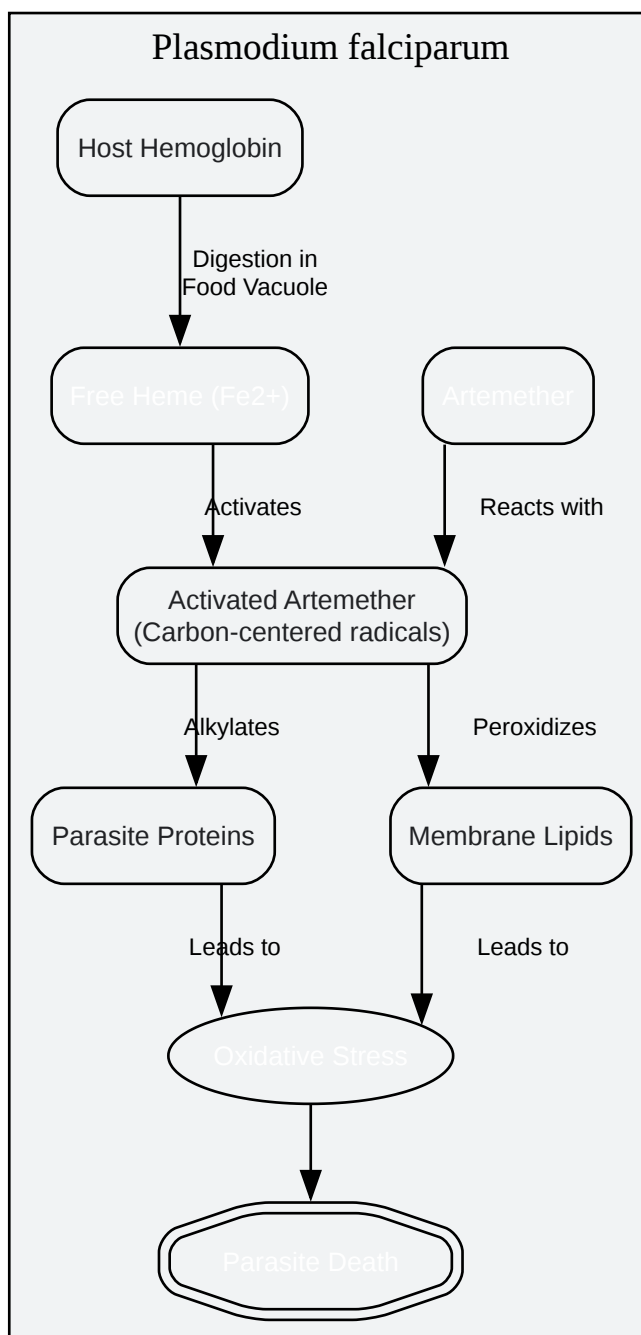 Plasmodium falciparum
Host Hemoglobin
Digestion in
Food Vacuole
Free Heme (Fe2+)
Artemether
Activates
Reacts with
Activated Artemether
(Carbon-centered radicals)
Alkylates
Peroxidizes
Parasite Proteins
Membrane Lipids
Leads to
Leads to
Oxidative Stress
Parasite Death